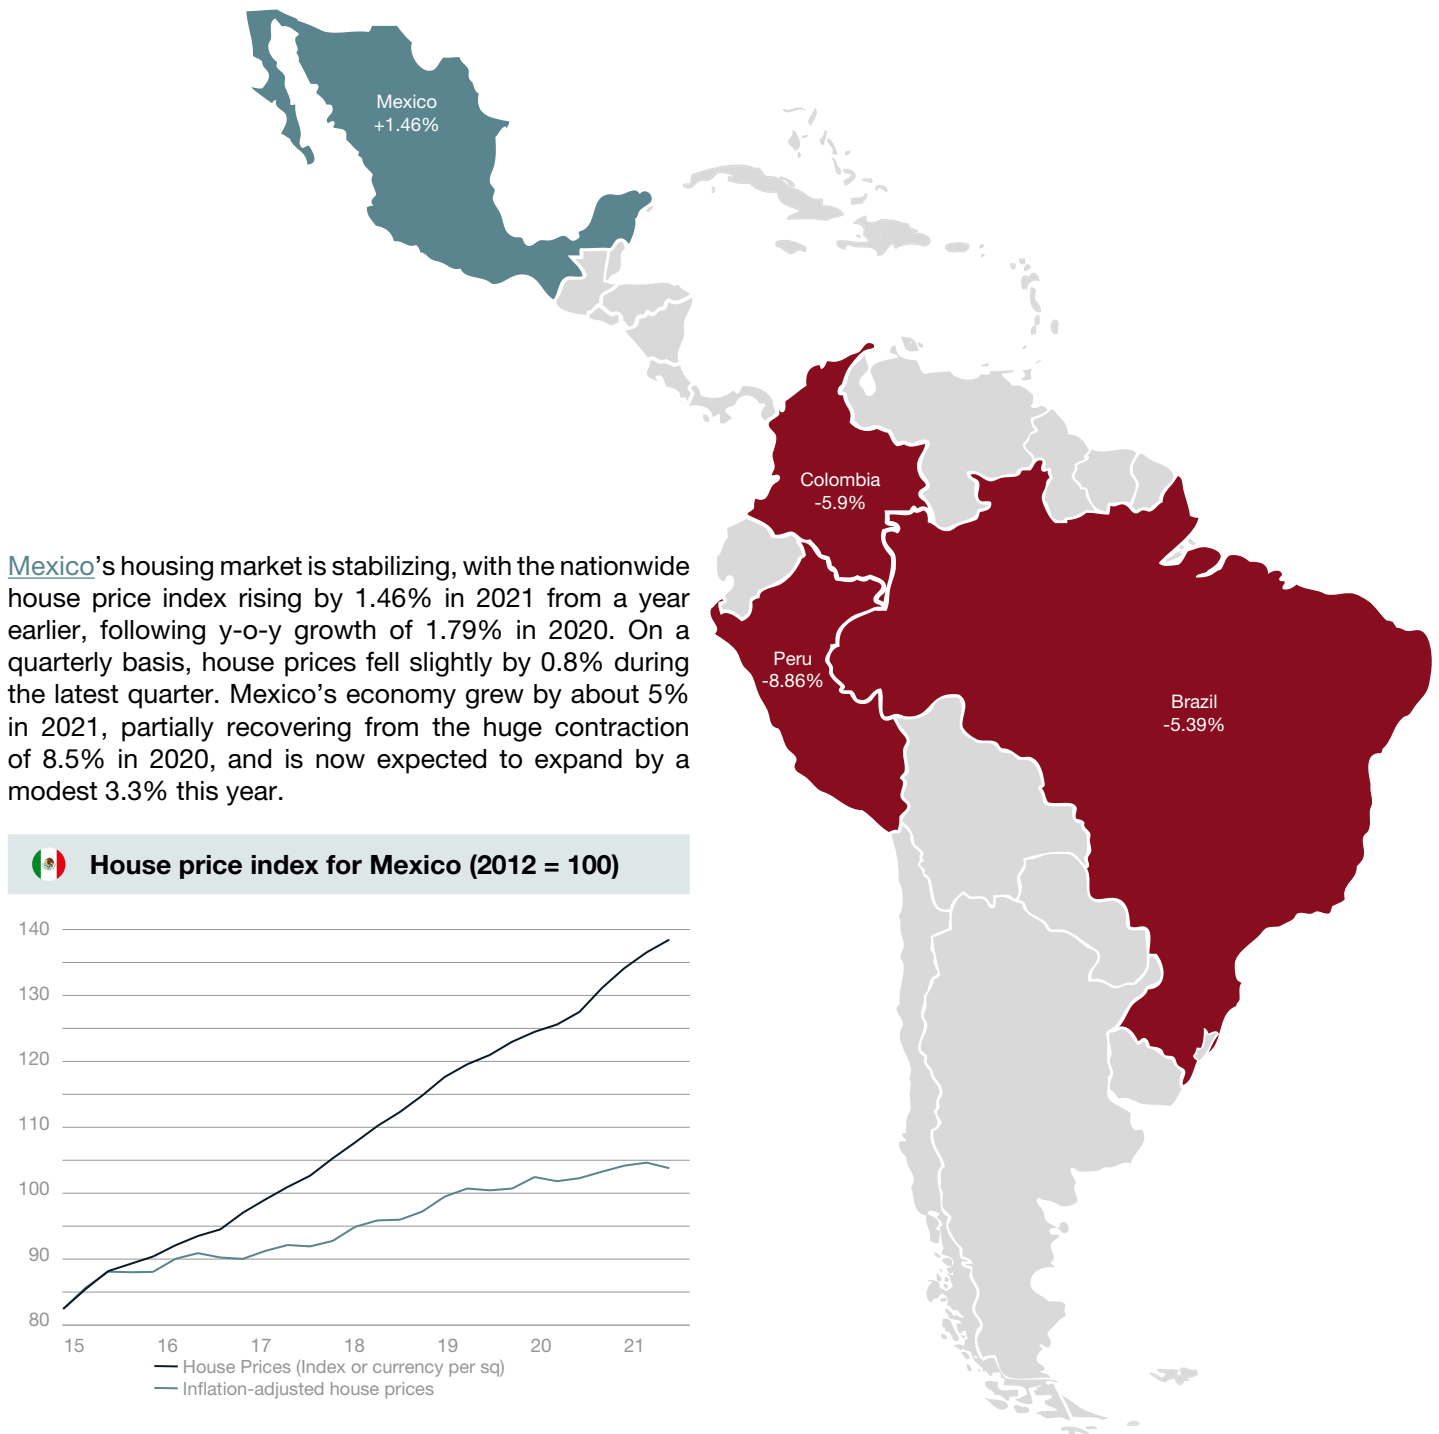 Mexico
+1.46%
Colombia
-5.9%
Peru
-8.86%
Brazil
-5.39%
Mexico’s housing market is stabilizing, with the nationwide
house price index rising by 1.46% in 2021 from a year
earlier, following y-o-y growth of 1.79% in 2020. On a
quarterly basis, house prices fell slightly by 0.8% during
the latest quarter. Mexico’s economy grew by about 5%
in 2021, partially recovering from the huge contraction
of 8.5% in 2020, and is now expected to expand by a
modest 3.3% this year.
House price index for Mexico (2012 = 100)
140
130
120
110
100
90
80
15 16 17 18 19 20 21
House Prices (Index or currency per sq)
Inflation-adjusted house prices